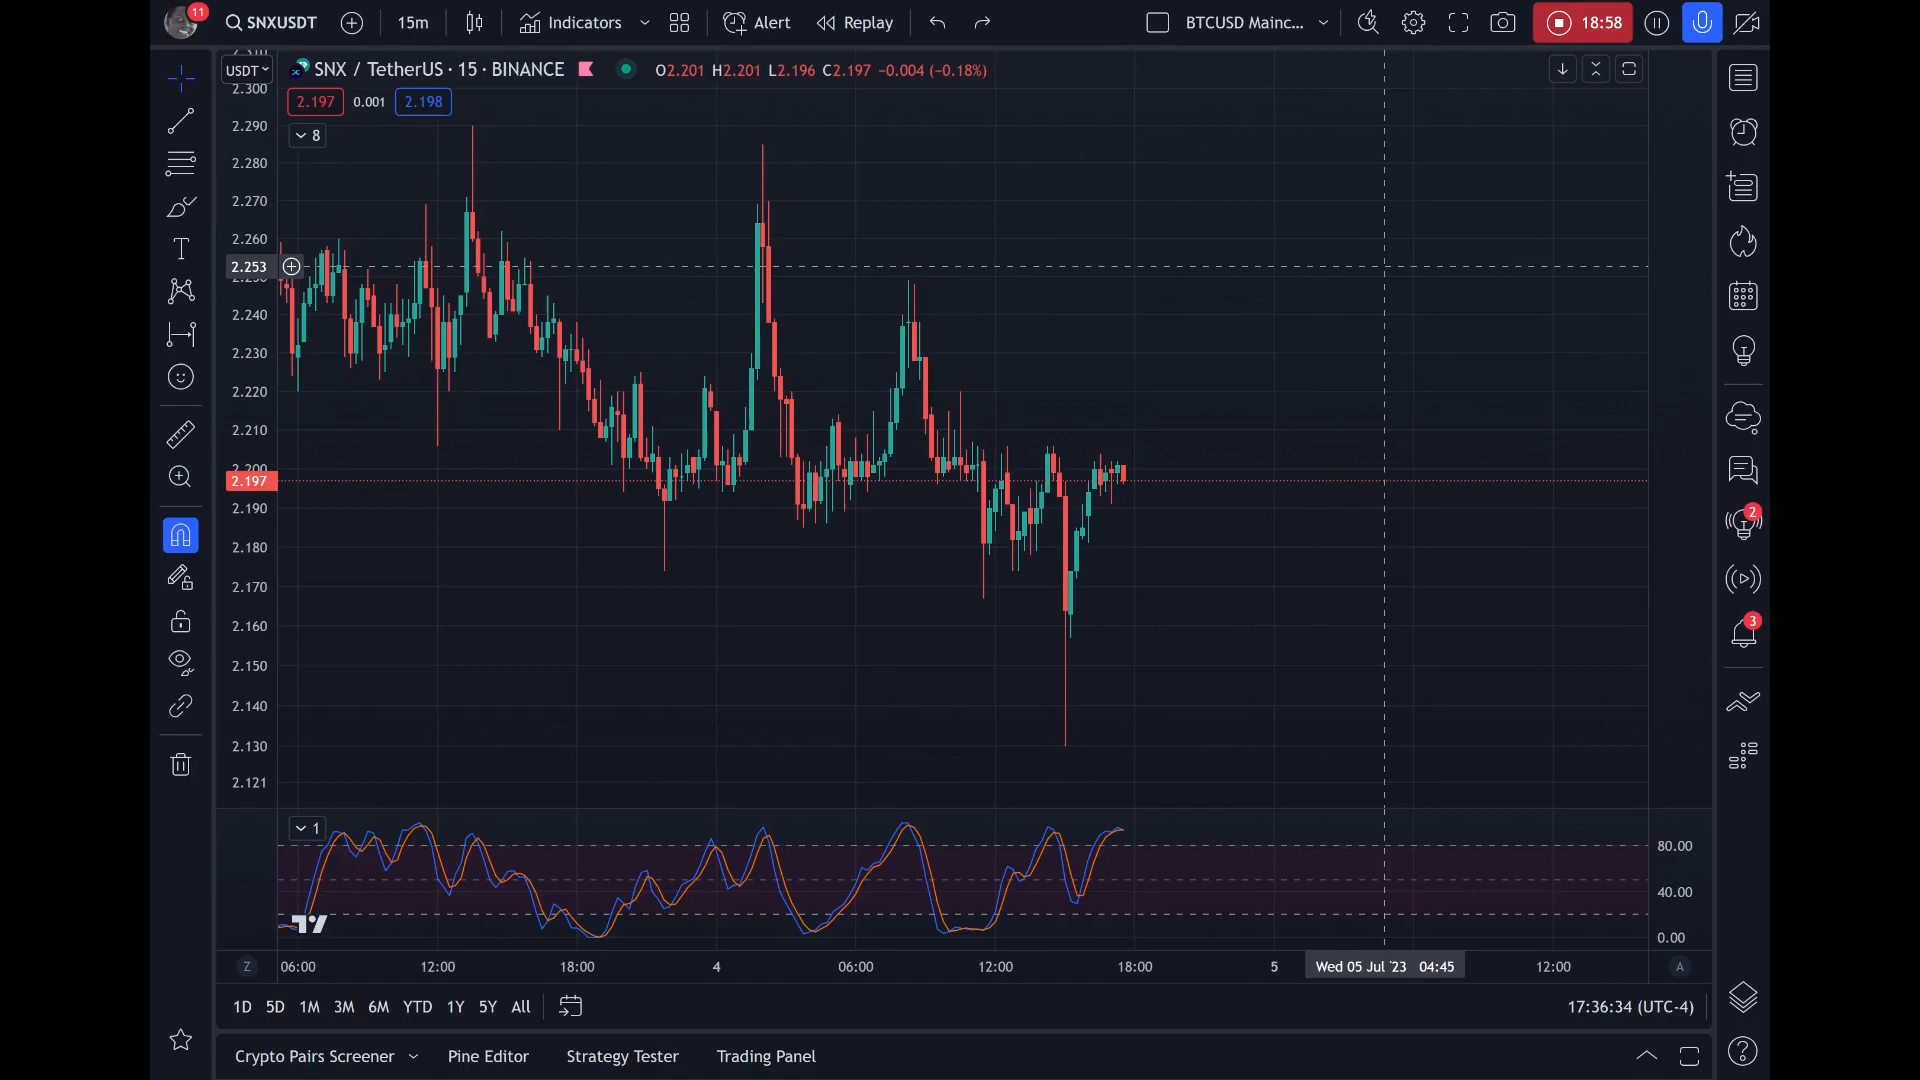 11
SNXUSDT
15m
Indicators
Alert
Replay
BTCUSD Mainc...
18:58
USDT
SNX / TetherUS · 15 · BINANCE
O2.201 H2.201 L2.196 C2.197 −0.004 (−0.18%)
2.197
0.001
2.198
8
2.300
2.290
2.280
2.270
2.260
2.253
2.240
2.230
2.220
2.210
2.200
2.197
2.190
2.180
2.170
2.160
2.150
2.140
2.130
2.121
2
3
1
80.00
40.00
0.00
Z
06:00
12:00
18:00
4
06:00
12:00
18:00
5
Wed 05 Jul '23 04:45
12:00
A
1D
5D
1M
3M
6M
YTD
1Y
5Y
All
17:36:34 (UTC-4)
Crypto Pairs Screener
Pine Editor
Strategy Tester
Trading Panel